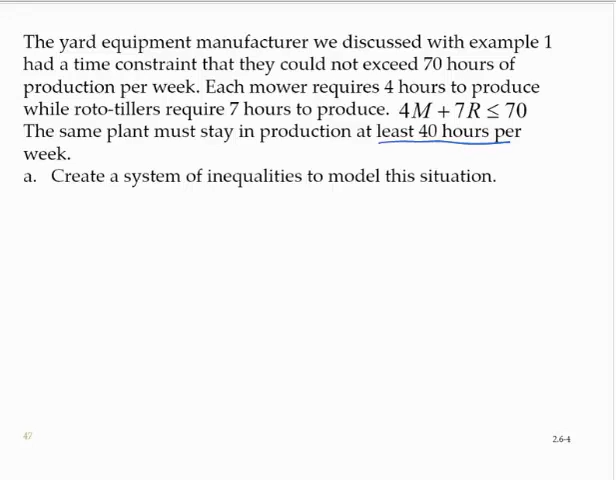 The yard equipment manufacturer we discussed with example 1
had a time constraint that they could not exceed 70 hours of
production per week. Each mower requires 4 hours to produce
while roto-tillers require 7 hours to produce. 4M + 7R ≤ 70
The same plant must stay in production at least 40 hours per
week.
a. Create a system of inequalities to model this situation.
47
2.6-4